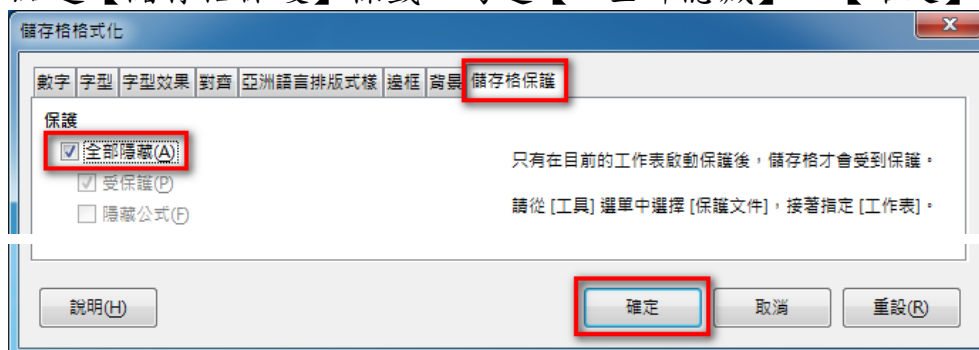 儲存格格式化
數字 字型 字型效果 對齊 亞洲語言排版式樣 邊框 背景 儲存格保護
保護
全部隱藏(A)
受保護(P)
隱藏公式(F)
只有在目前的工作表啟動保護後，儲存格才會受到保護。
請從 [工具] 選單中選擇 [保護文件]，接著指定 [工作表]。
說明(H) 確定 取消 重設(R)